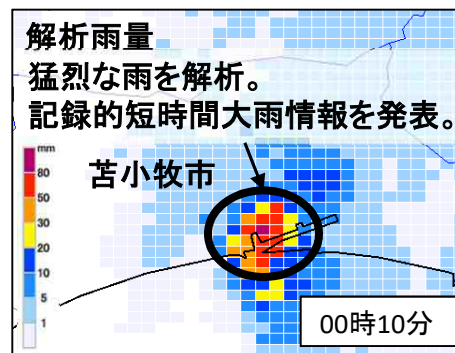 解析雨量
猛烈な雨を解析。
記録的短時間大雨情報を発表。
mm
80
50
30
20
10
5
1
苫小牧市
00時10分